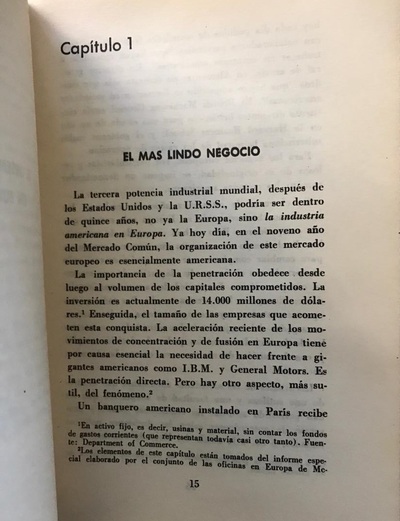 Capítulo 1
EL MAS LINDO NEGOCIO
La tercera potencia industrial mundial, después de
los Estados Unidos y la U.R.S.S., podría ser dentro
de quince años, no ya la Europa, sino la industria
americana en Europa. Ya hoy día, en el noveno año
del Mercado Común, la organización de este mercado
europeo es esencialmente americana.
La importancia de la penetración obedece desde
luego al volumen de los capitales comprometidos. La
inversión es actualmente de 14.000 millones de dóla-
res.¹ Enseguida, el tamaño de las empresas que acome-
ten esta conquista. La aceleración reciente de los mo-
vimientos de concentración y de fusión en Europa tiene
por causa esencial la necesidad de hacer frente a gi-
gantes americanos como I.B.M. y General Motors. Es
la penetración directa. Pero hay otro aspecto, más su-
til, del fenómeno.²
Un banquero americano instalado en París recibe
¹En activo fijo, es decir, usinas y material, sin contar los fondos
de gastos corrientes (que representan todavía casi otro tanto). Fuen-
te: Department of Commerce.
²Los elementos de este capítulo están tomados del informe espe-
cial elaborado por el conjunto de las oficinas en Europa de Mc-
15